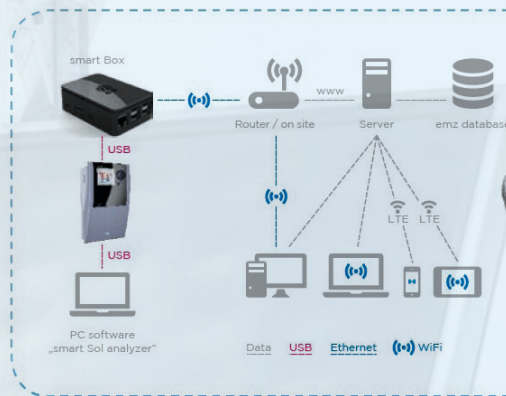 smart Box
www
Router / on site
Server
emz database
USB
LTE
LTE
USB
PC software
„smart Sol analyzer“
Data
USB
Ethernet
WiFi